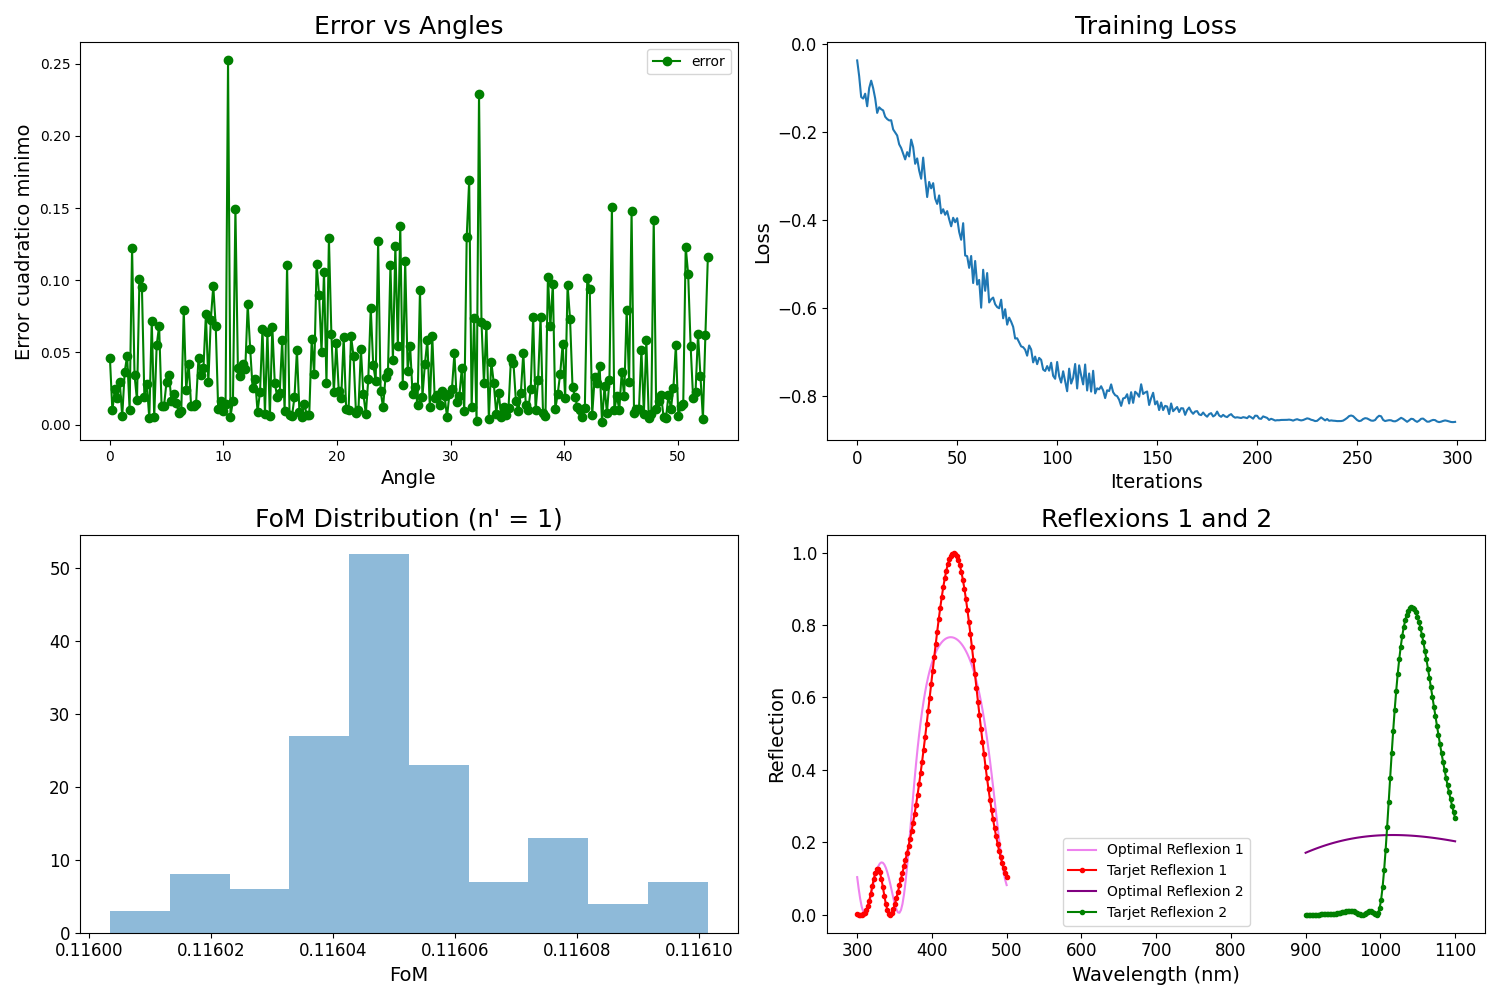 Error vs Angles
Error cuadratico minimo
0.25
0.20
0.15
0.10
0.05
0.00
error
0 10 20 30 40 50
Angle
Training Loss
Loss
0.0
−0.2
−0.4
−0.6
−0.8
0 50 100 150 200 250 300
Iterations
FoM Distribution (n' = 1)
50
40
30
20
10
0
0.11600 0.11602 0.11604 0.11606 0.11608 0.11610
FoM
Reflexions 1 and 2
Reflection
1.0
0.8
0.6
0.4
0.2
0.0
Optimal Reflexion 1
Tarjet Reflexion 1
Optimal Reflexion 2
Tarjet Reflexion 2
300 400 500 600 700 800 900 1000 1100
Wavelength (nm)